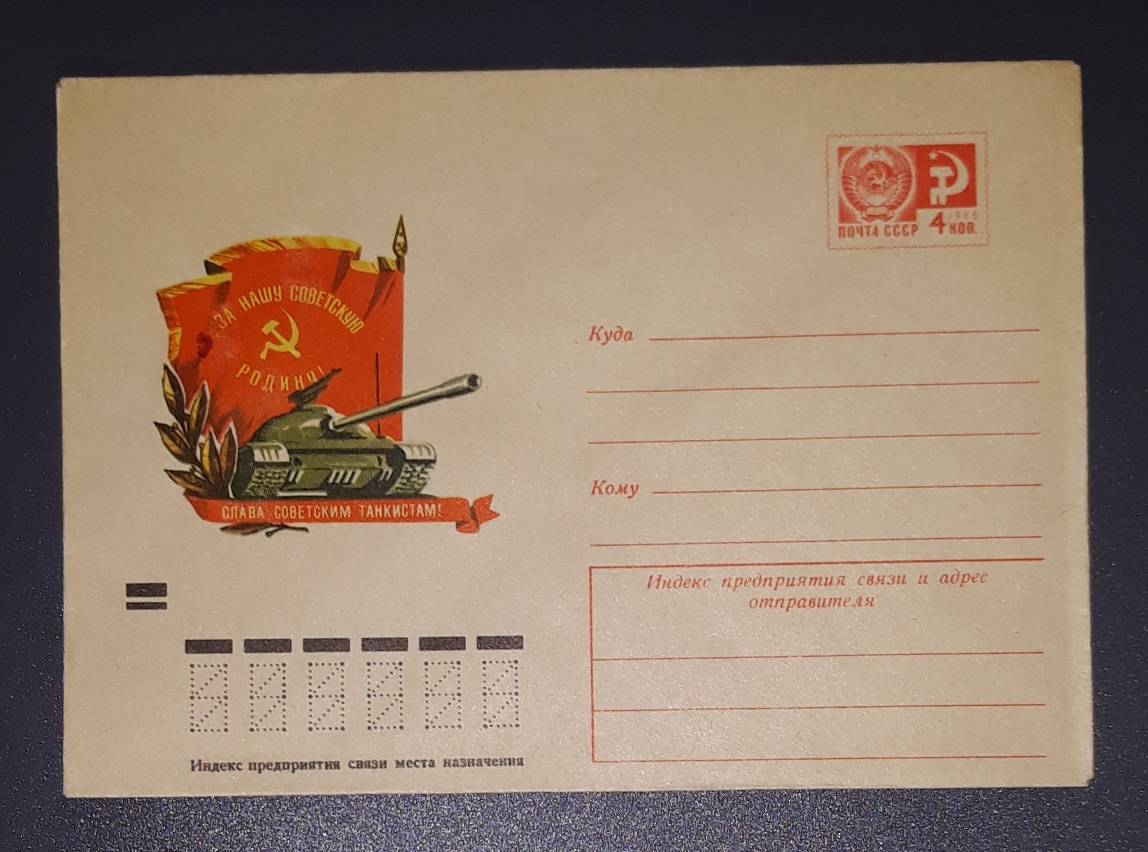 ПОЧТА СССР
1966
4 КОП.
ЗА НАШУ СОВЕТСКУЮ
РОДИНУ!
СЛАВА СОВЕТСКИМ ТАНКИСТАМ!
Куда
Кому
Индекс предприятия связи и адрес
отправителя
Индекс предприятия связи места назначения